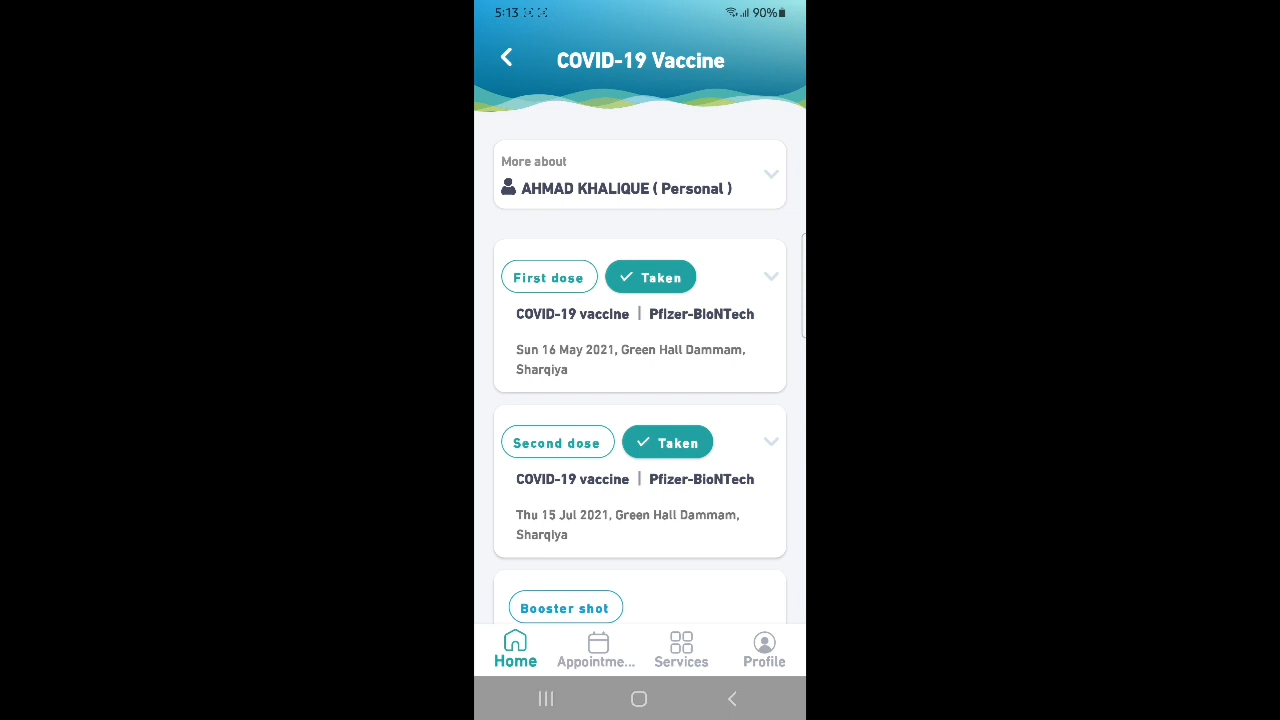 5:13 90%
COVID-19 Vaccine
More about
AHMAD KHALIQUE ( Personal )
First dose Taken
COVID-19 vaccine | Pfizer-BioNTech
Sun 16 May 2021, Green Hall Dammam,
Sharqiya
Second dose Taken
COVID-19 vaccine | Pfizer-BioNTech
Thu 15 Jul 2021, Green Hall Dammam,
Sharqiya
Booster shot
Home Appointme... Services Profile